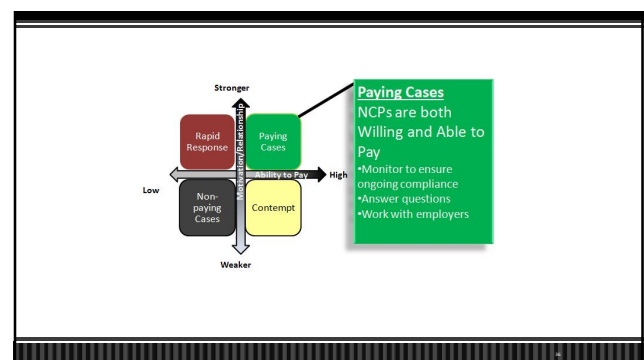 Stronger
Rapid
Response
Paying
Cases
Motivation/Relationship
Ability to Pay
Low
High
Non-
paying
Cases
Contempt
Weaker
Paying Cases
NCPs are both
Willing and Able to
Pay
•Monitor to ensure
ongoing compliance
•Answer questions
•Work with employers